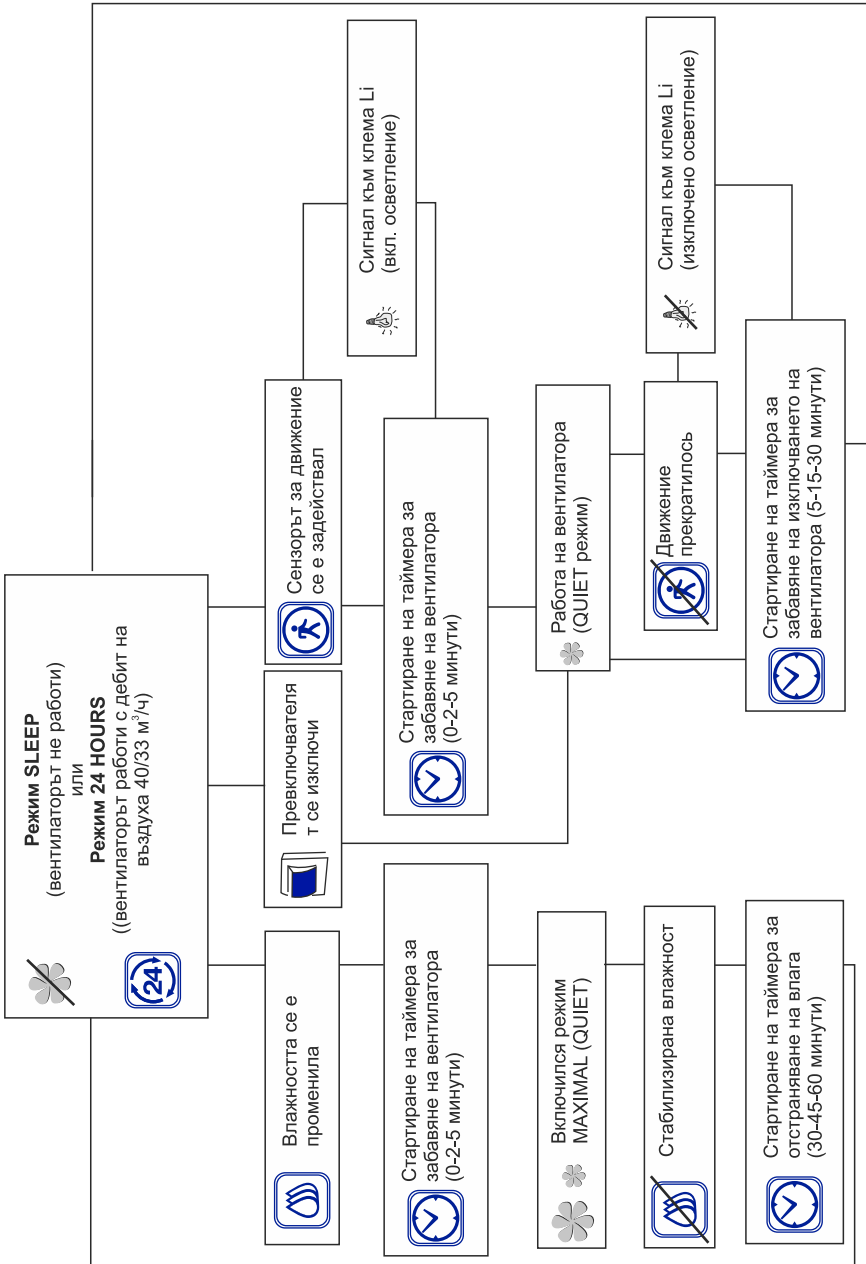 Режим SLEEP
(вентилаторът не работи)
или
Режим 24 HOURS
((вентилаторът работи с дебит на
въздуха 40/33 м³/ч)
24
Влажността се е
променила
Превключвателя
т се изключи
Сензорът за движение
се е задействал
Сигнал към клема Li
(вкл. осветление)
Стартиране на таймера за
забавяне на вентилатора
(0-2-5 минути)
Стартиране на таймера за
забавяне на вентилатора
(0-2-5 минути)
Включился режим
MAXIMAL (QUIET)
Работа на вентилатора
(QUIET режим)
Стабилизирана влажност
Движение
прекратилось
Сигнал към клема Li
(изключено осветление)
Стартиране на таймера за
отстраняване на влага
(30-45-60 минути)
Стартиране на таймера за
забавяне на изключването на
вентилатора (5-15-30 минути)